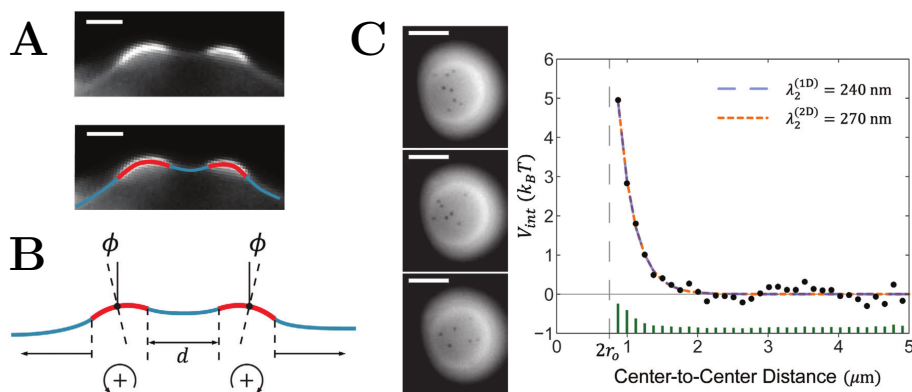 A
B
ϕ
ϕ
d
+
+
C
λ₂⁽¹ᴰ⁾ = 240 nm
λ₂⁽²ᴰ⁾ = 270 nm
V_int (k_B T)
6
5
4
3
2
1
0
−1
2r_o
1
2
3
4
5
Center-to-Center Distance (μm)